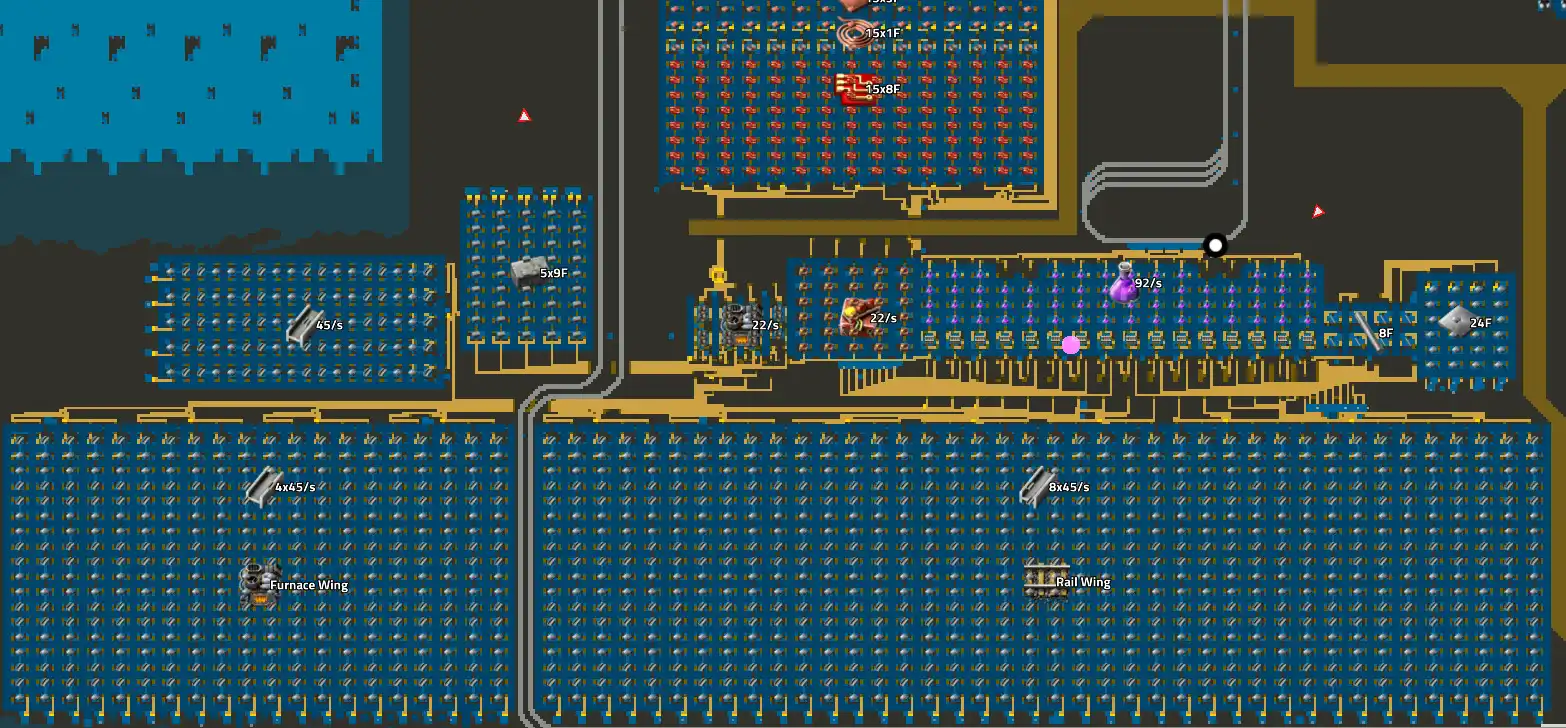 15x1F
15x8F
5x9F
92/s
45/s
22/s
22/s
8F
24F
4x45/s
8x45/s
Furnace Wing
Rail Wing